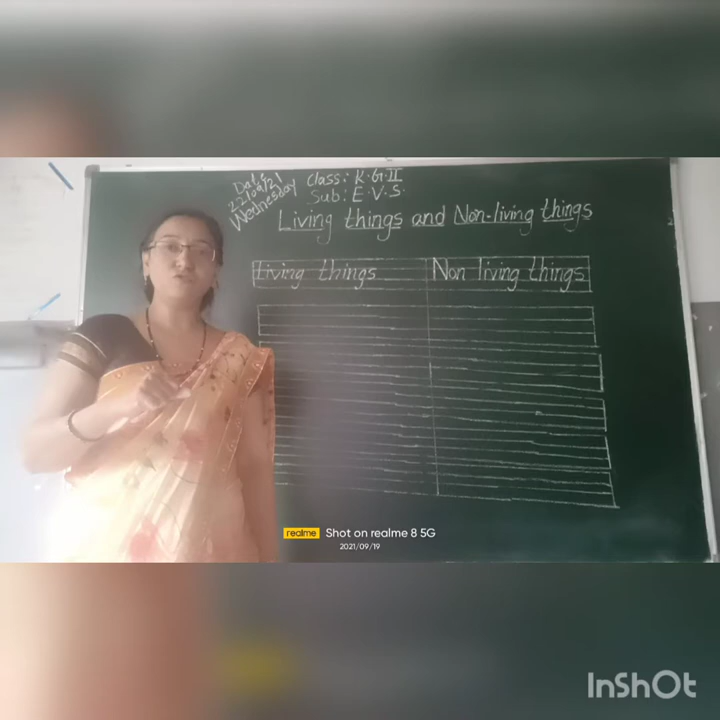 Date
22/09/21
Wednesday
Class: K.G.II
Sub: E.V.S.
Living things and Non-living things
Living things Non living things
realme Shot on realme 8 5G
2021/09/19
InShOt